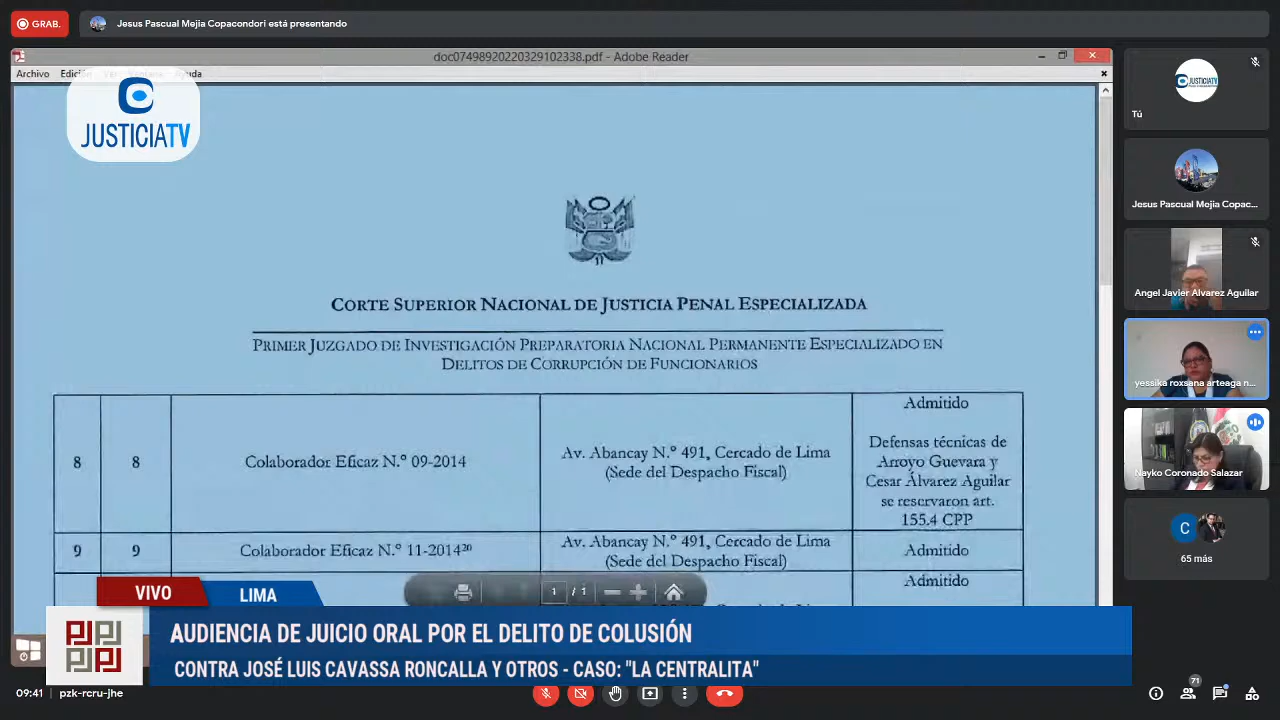 GRAB.
Jesus Pascual Mejia Copacondori está presentando
doc07498920220329102338.pdf - Adobe Reader
Archivo Edición Ventana Ayuda
JUSTICIATV
CORTE SUPERIOR NACIONAL DE JUSTICIA PENAL ESPECIALIZADA
PRIMER JUZGADO DE INVESTIGACIÓN PREPARATORIA NACIONAL PERMANENTE ESPECIALIZADO EN
DELITOS DE CORRUPCIÓN DE FUNCIONARIOS
8 8 Colaborador Eficaz N.° 09-2014
Av. Abancay N.° 491, Cercado de Lima
(Sede del Despacho Fiscal)
Admitido
Defensas técnicas de
Arroyo Guevara y
Cesar Álvarez Aguilar
se reservaron art.
155.4 CPP
9 9 Colaborador Eficaz N.° 11-2014²⁰
Av. Abancay N.° 491, Cercado de Lima
(Sede del Despacho Fiscal)
Admitido
Admitido
1 / 1
VIVO
LIMA
PJ
AUDIENCIA DE JUICIO ORAL POR EL DELITO DE COLUSIÓN
CONTRA JOSÉ LUIS CAVASSA RONCALLA Y OTROS - CASO: "LA CENTRALITA"
09:41 pzk-rcru-jhe
71
JUSTICIATV
Tú
Jesus Pascual Mejia Copac...
Angel Javier Alvarez Aguilar
yessika roxsana arteaga n...
Nayko Coronado Salazar
C
65 más